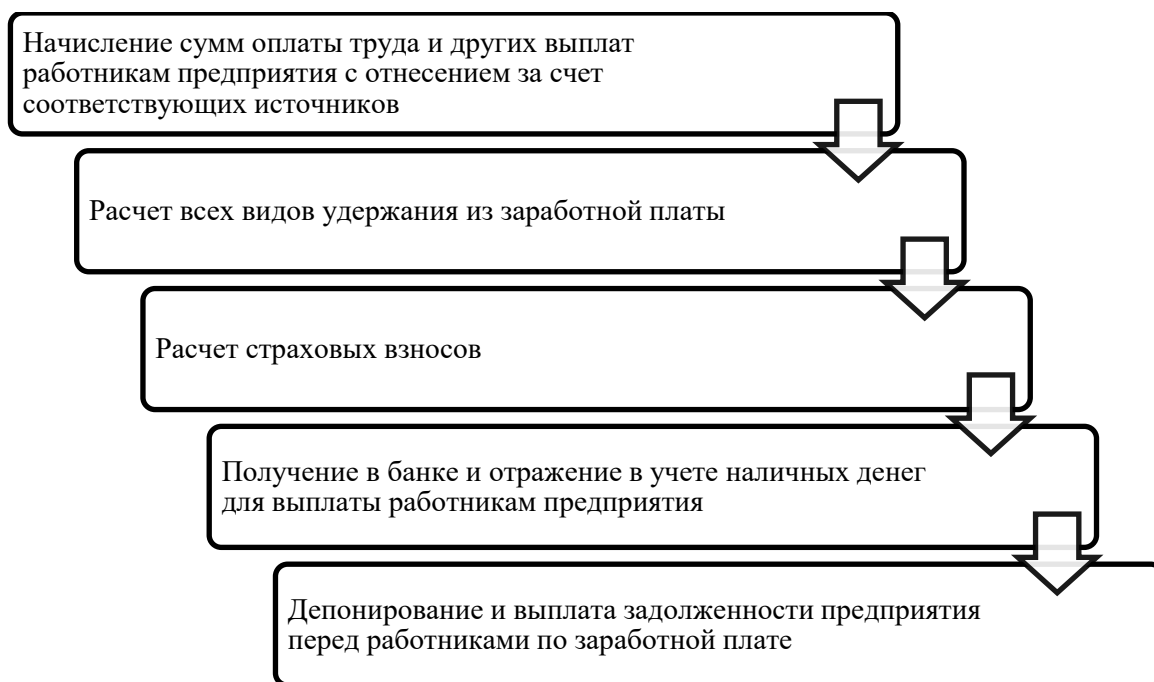 Начисление сумм оплаты труда и других выплат
работникам предприятия с отнесением за счет
соответствующих источников
Расчет всех видов удержания из заработной платы
Расчет страховых взносов
Получение в банке и отражение в учете наличных денег
для выплаты работникам предприятия
Депонирование и выплата задолженности предприятия
перед работниками по заработной плате